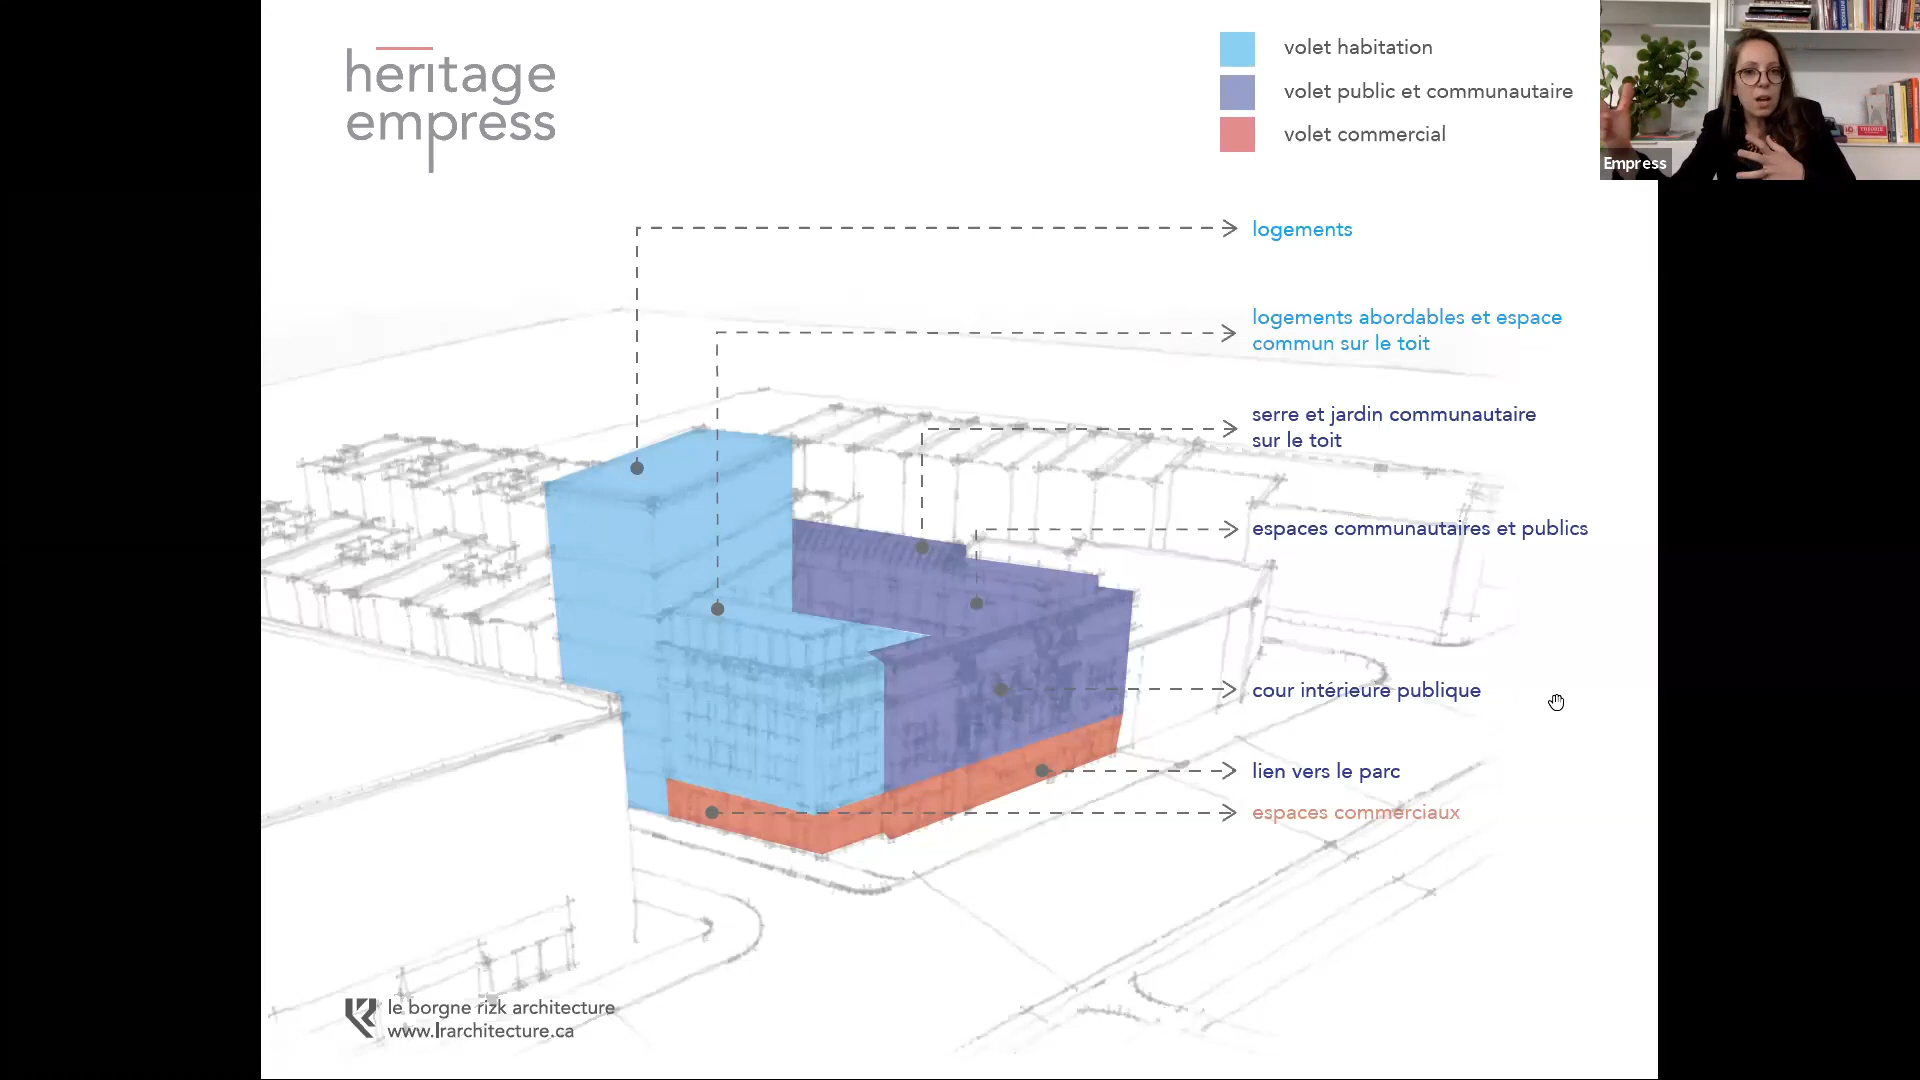 heritage
empress
volet habitation
volet public et communautaire
volet commercial
Empress
logements
logements abordables et espace
commun sur le toit
serre et jardin communautaire
sur le toit
espaces communautaires et publics
cour intérieure publique
lien vers le parc
espaces commerciaux
le borgne rizk architecture
www.lrarchitecture.ca